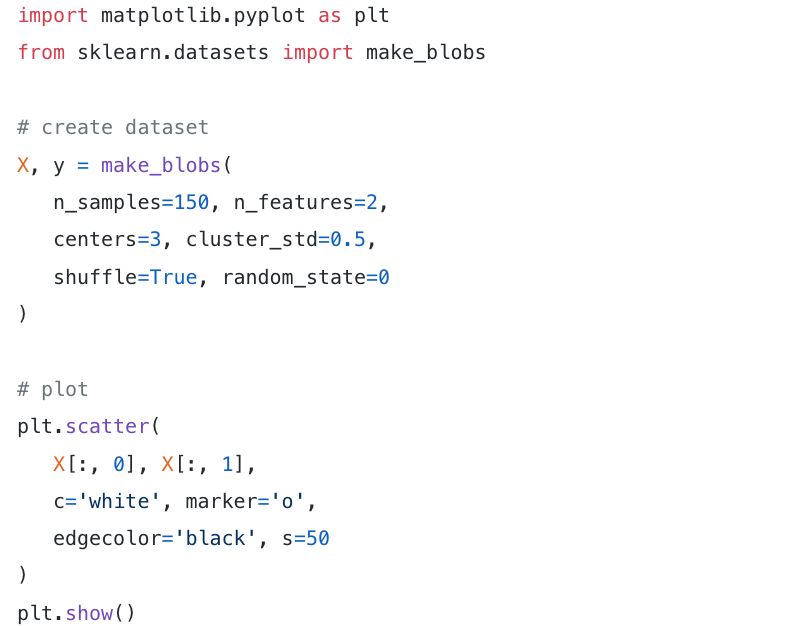 import matplotlib.pyplot as plt
from sklearn.datasets import make_blobs

# create dataset
X, y = make_blobs(
   n_samples=150, n_features=2,
   centers=3, cluster_std=0.5,
   shuffle=True, random_state=0
)

# plot
plt.scatter(
   X[:, 0], X[:, 1],
   c='white', marker='o',
   edgecolor='black', s=50
)
plt.show()